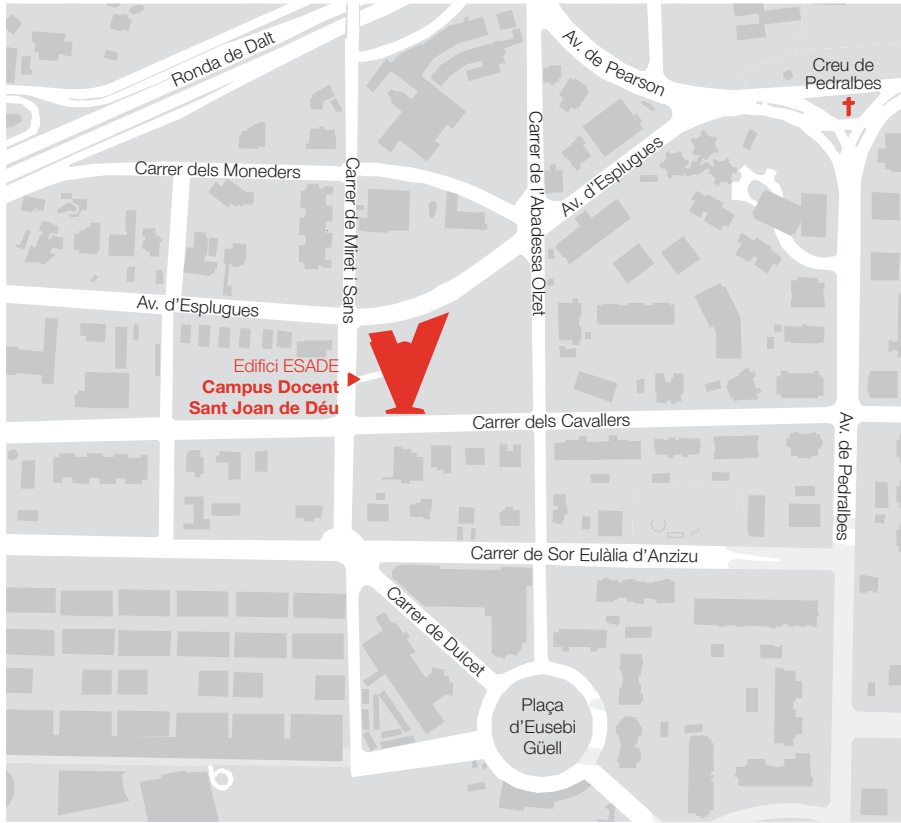 Ronda de Dalt
Av. de Pearson
Creu de
Pedralbes
Carrer dels Moneders
Carrer de Miret i Sans
Carrer de l'Abadessa Olzet
Av. d'Esplugues
Av. d'Esplugues
Edifici ESADE
Campus Docent
Sant Joan de Déu
Carrer dels Cavallers
Av. de Pedralbes
Carrer de Sor Eulàlia d'Anzizu
Carrer de Dulcet
Plaça
d'Eusebi
Güell